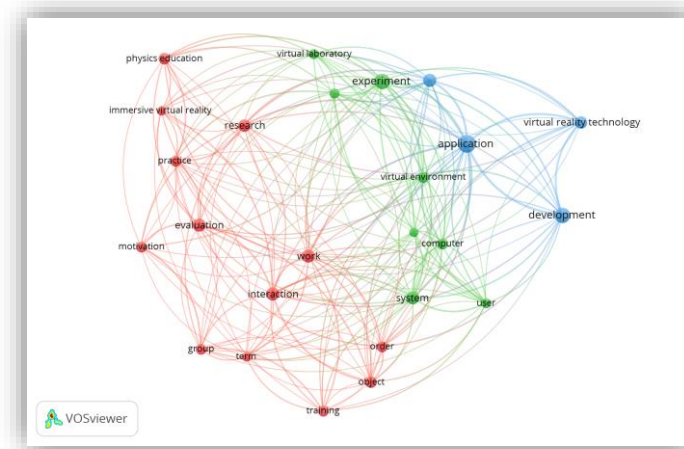 physics education
virtual laboratory
experiment
immersive virtual reality
research
virtual reality technology
application
practice
virtual environment
evaluation
development
motivation
computer
work
interaction
system
user
group
term
order
object
training
VOSviewer